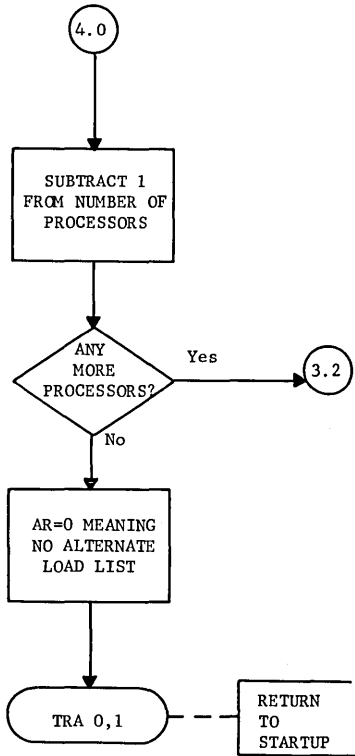 4.0
SUBTRACT 1
FROM NUMBER OF
PROCESSORS
ANY
MORE
PROCESSORS?
Yes
3.2
No
AR=0 MEANING
NO ALTERNATE
LOAD LIST
TRA 0,1
RETURN
TO
STARTUP